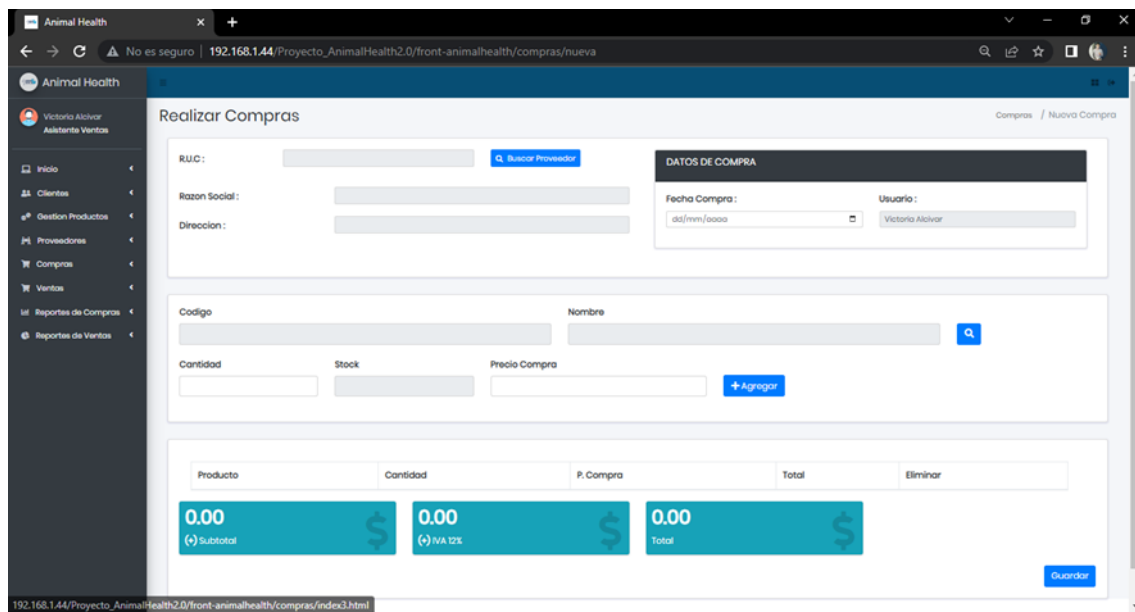 Animal Health
No es seguro | 192.168.1.44/Proyecto_AnimalHealth2.0/front-animalhealth/compras/nueva
Animal Health
Victoria Alcivar
Asistente Ventas
Inicio
Clientes
Gestion Productos
Proveedores
Compras
Ventas
Reportes de Compras
Reportes de Ventas
Realizar Compras
Compras / Nueva Compra
R.U.C :
Buscar Proveedor
Razon Social :
Direccion :
DATOS DE COMPRA
Fecha Compra :
Usuario :
dd/mm/aaaa
Victoria Alcivar
Codigo
Nombre
Cantidad
Stock
Precio Compra
+Agregar
Producto
Cantidad
P. Compra
Total
Eliminar
0.00
(+) Subtotal
0.00
(+) IVA 12%
0.00
Total
Guardar
192.168.1.44/Proyecto_AnimalHealth2.0/front-animalhealth/compras/index3.html